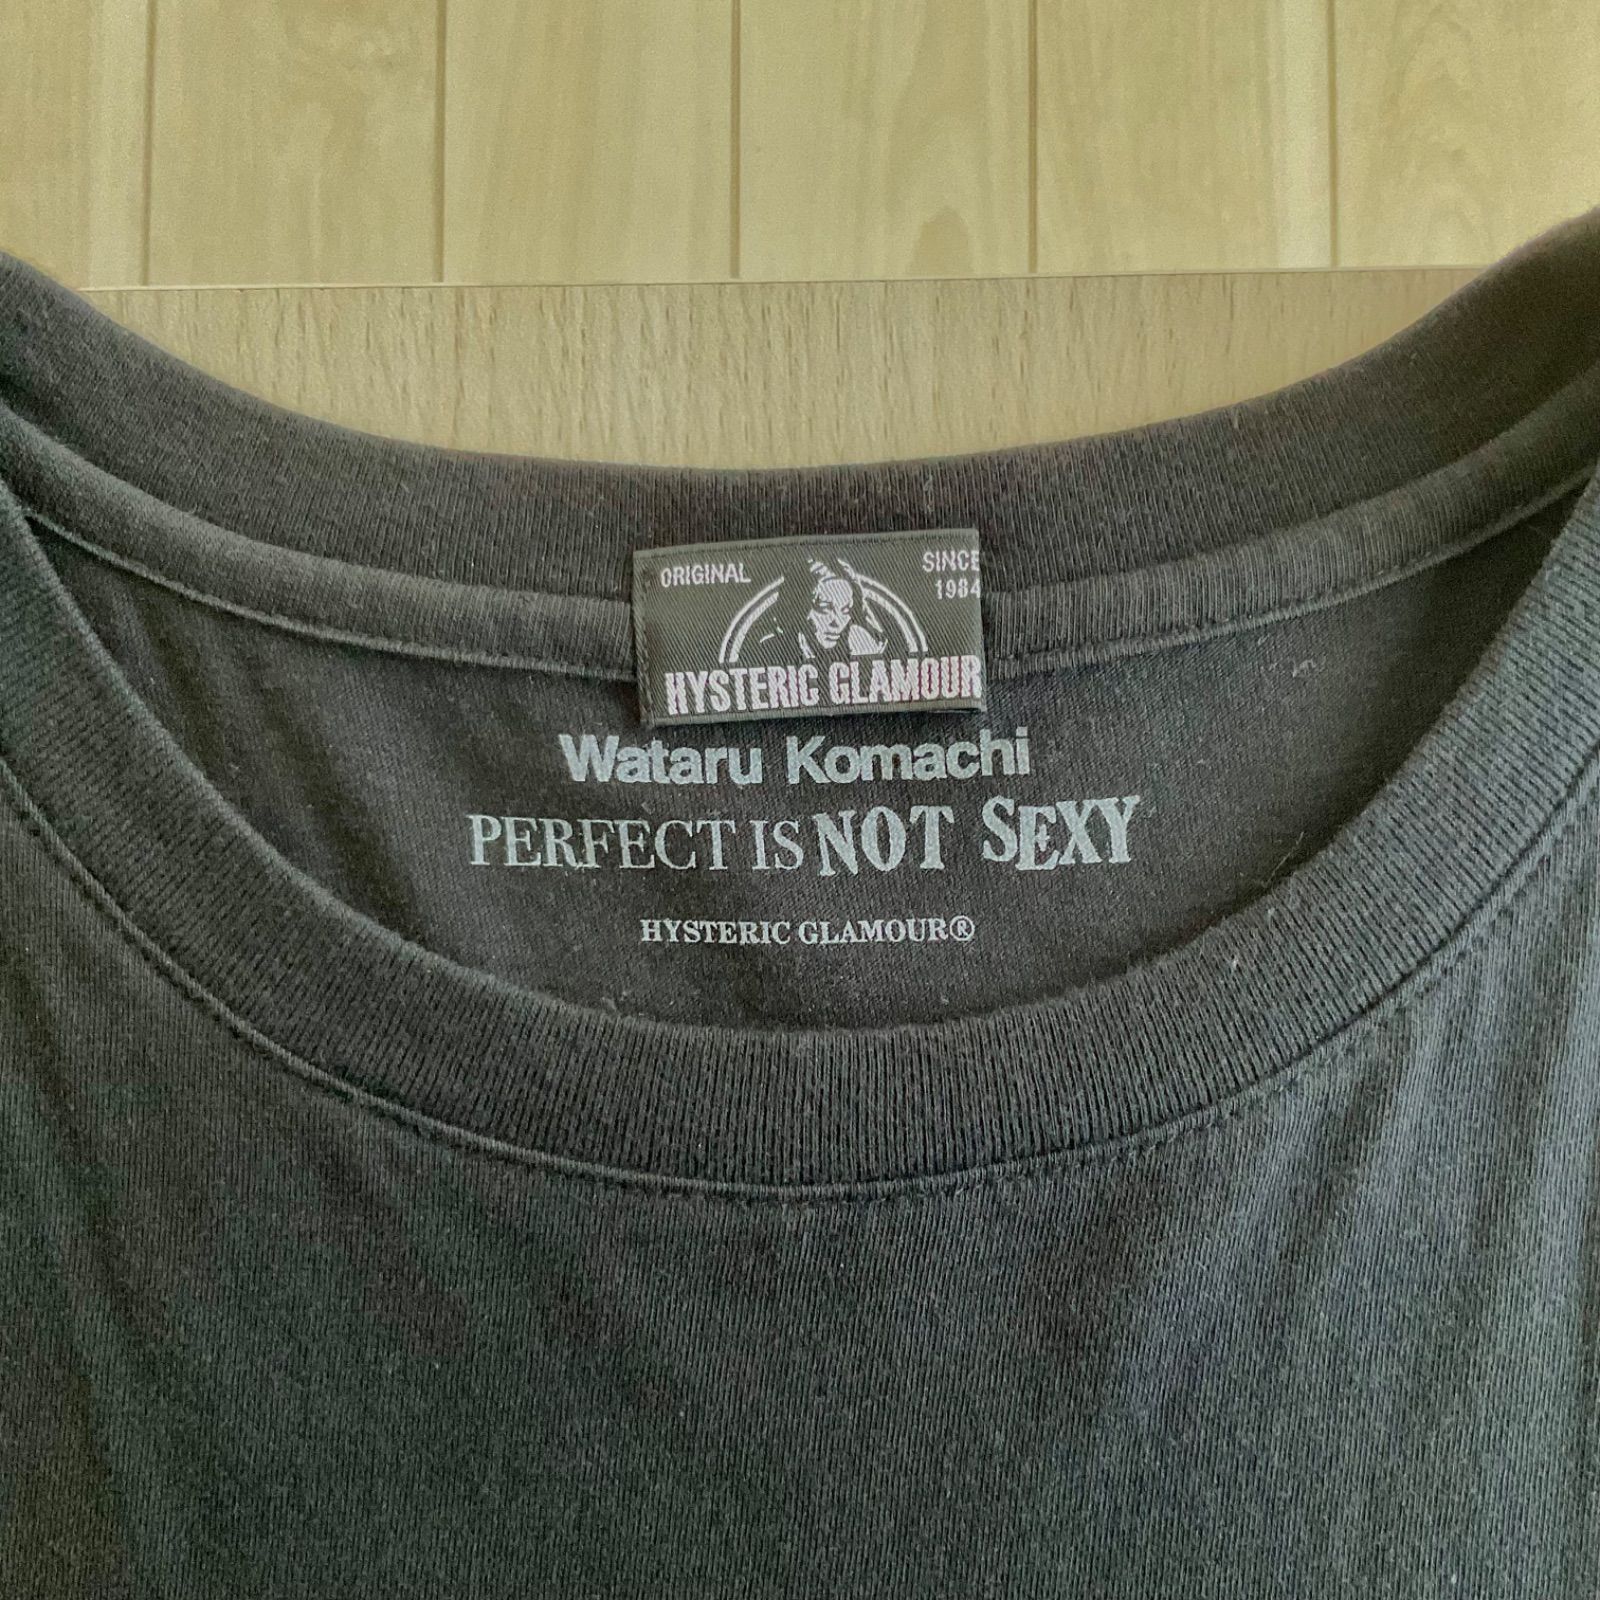 ORIGINAL
SINCE
1984
HYSTERIC GLAMOUR
Wataru Komachi
PERFECT IS NOT SEXY
HYSTERIC GLAMOUR®